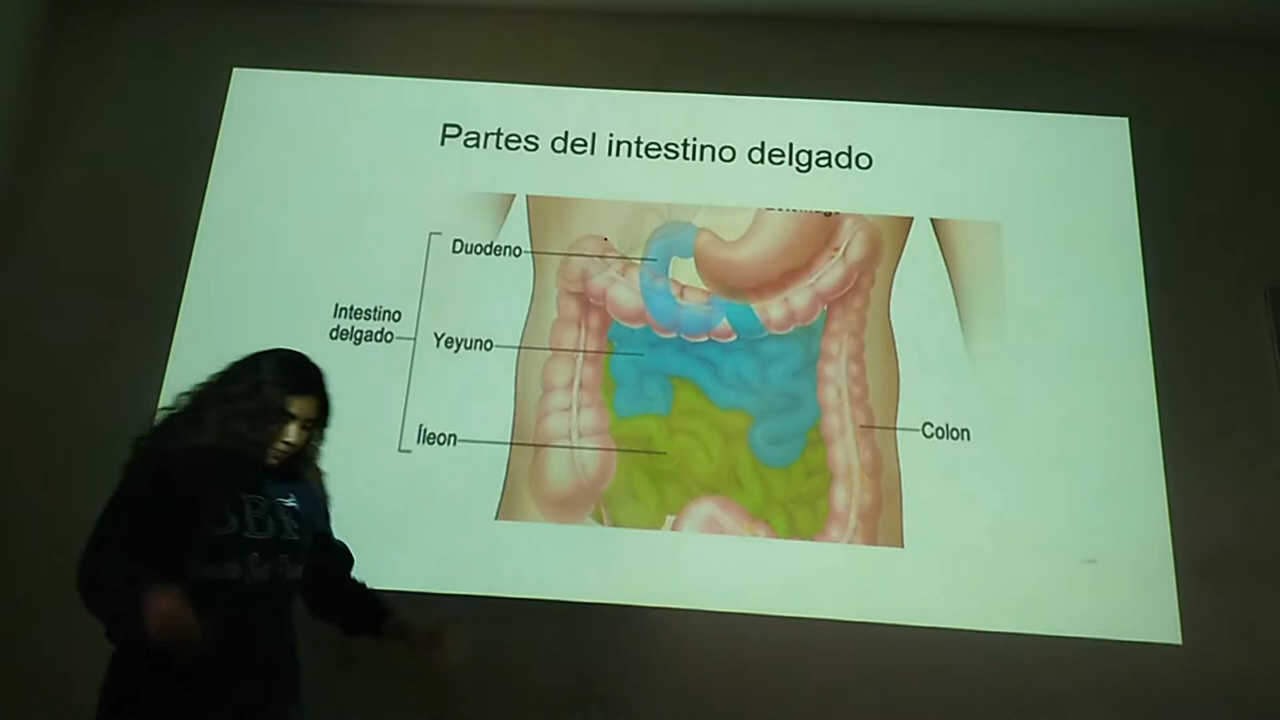 Partes del intestino delgado
Duodeno
Intestino
delgado
Yeyuno
Íleon
Colon